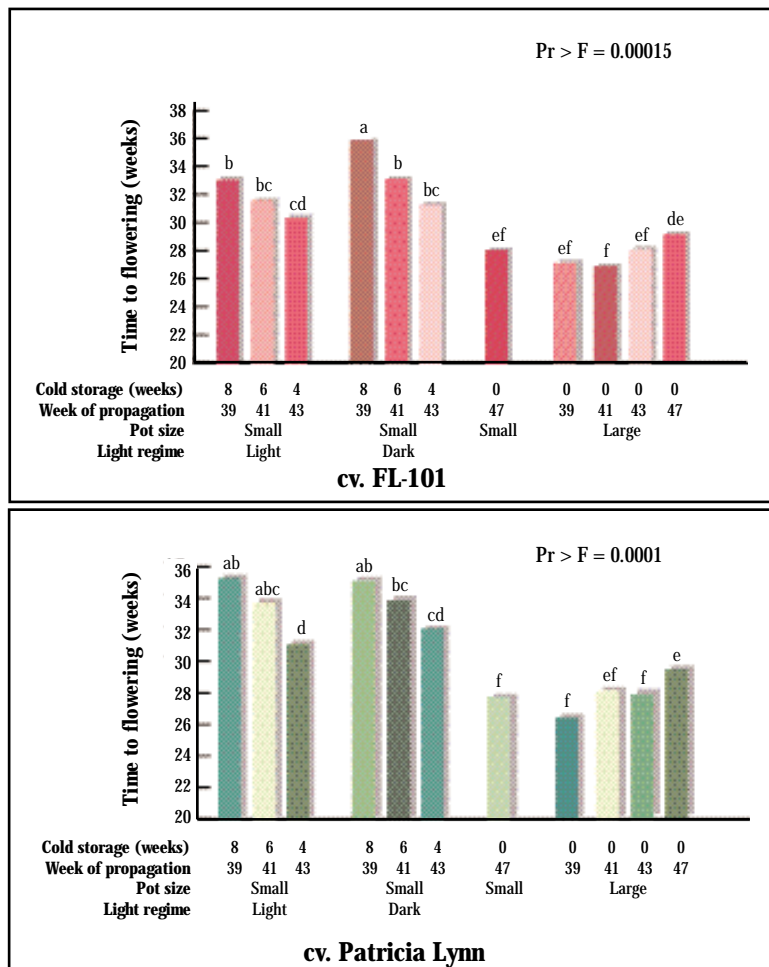 Pr > F = 0.00015
Time to flowering (weeks)
38
36
34
32
30
28
26
24
22
20
b
bc
cd
a
b
bc
ef
ef
f
ef
de
Cold storage (weeks) 8 6 4 8 6 4 0 0 0 0 0
Week of propagation 39 41 43 39 41 43 47 39 41 43 47
Pot size Small Small Small Large
Light regime Light Dark
cv. FL-101
Pr > F = 0.0001
Time to flowering (weeks)
36
34
32
30
28
26
24
22
20
ab
abc
d
ab
bc
cd
f
f
ef
f
e
Cold storage (weeks) 8 6 4 8 6 4 0 0 0 0 0
Week of propagation 39 41 43 39 41 43 47 39 41 43 47
Pot size Small Small Small Large
Light regime Light Dark
cv. Patricia Lynn